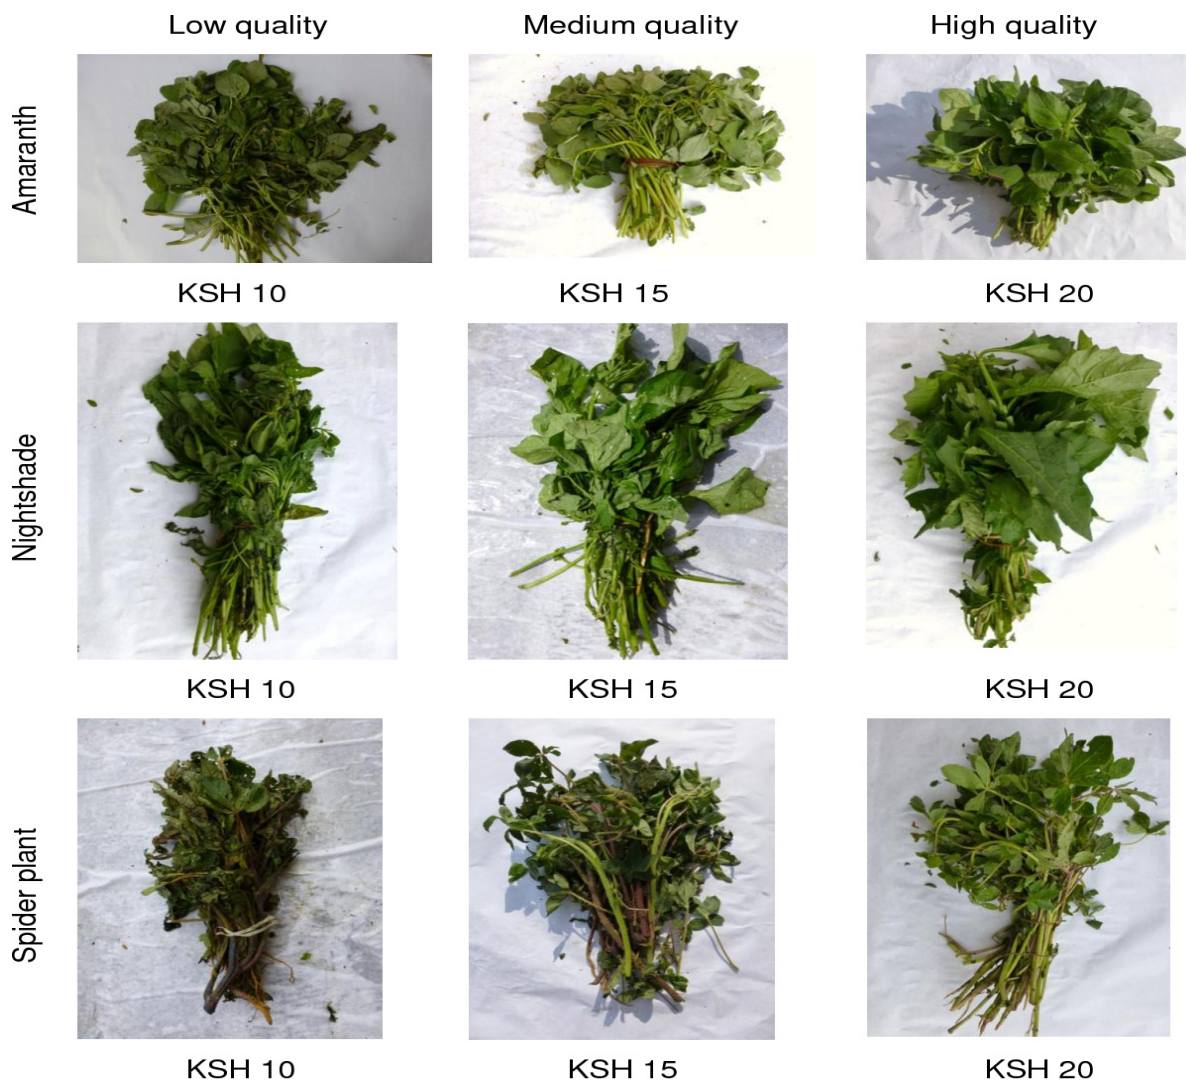 Low quality
Medium quality
High quality
Amaranth
KSH 10
KSH 15
KSH 20
Nightshade
KSH 10
KSH 15
KSH 20
Spider plant
KSH 10
KSH 15
KSH 20